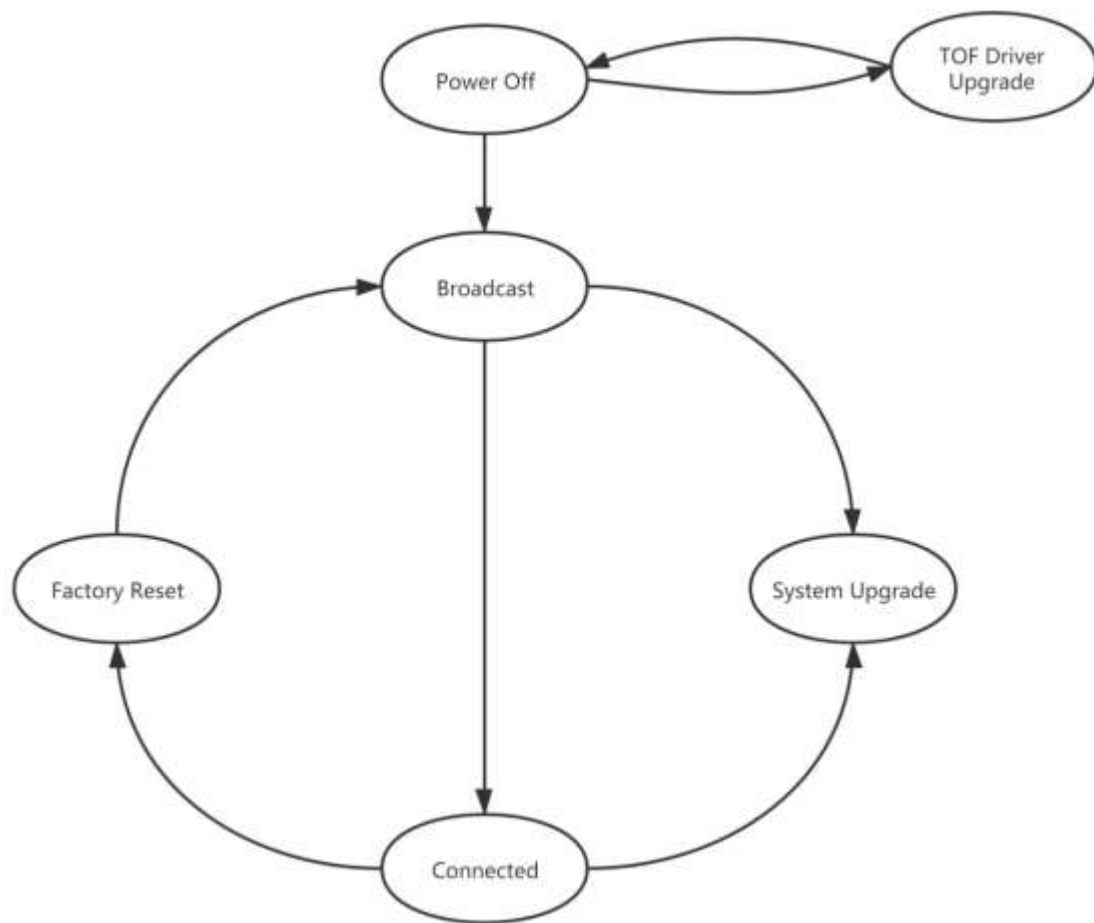 Power Off
TOF Driver
Upgrade
Broadcast
Factory Reset
System Upgrade
Connected